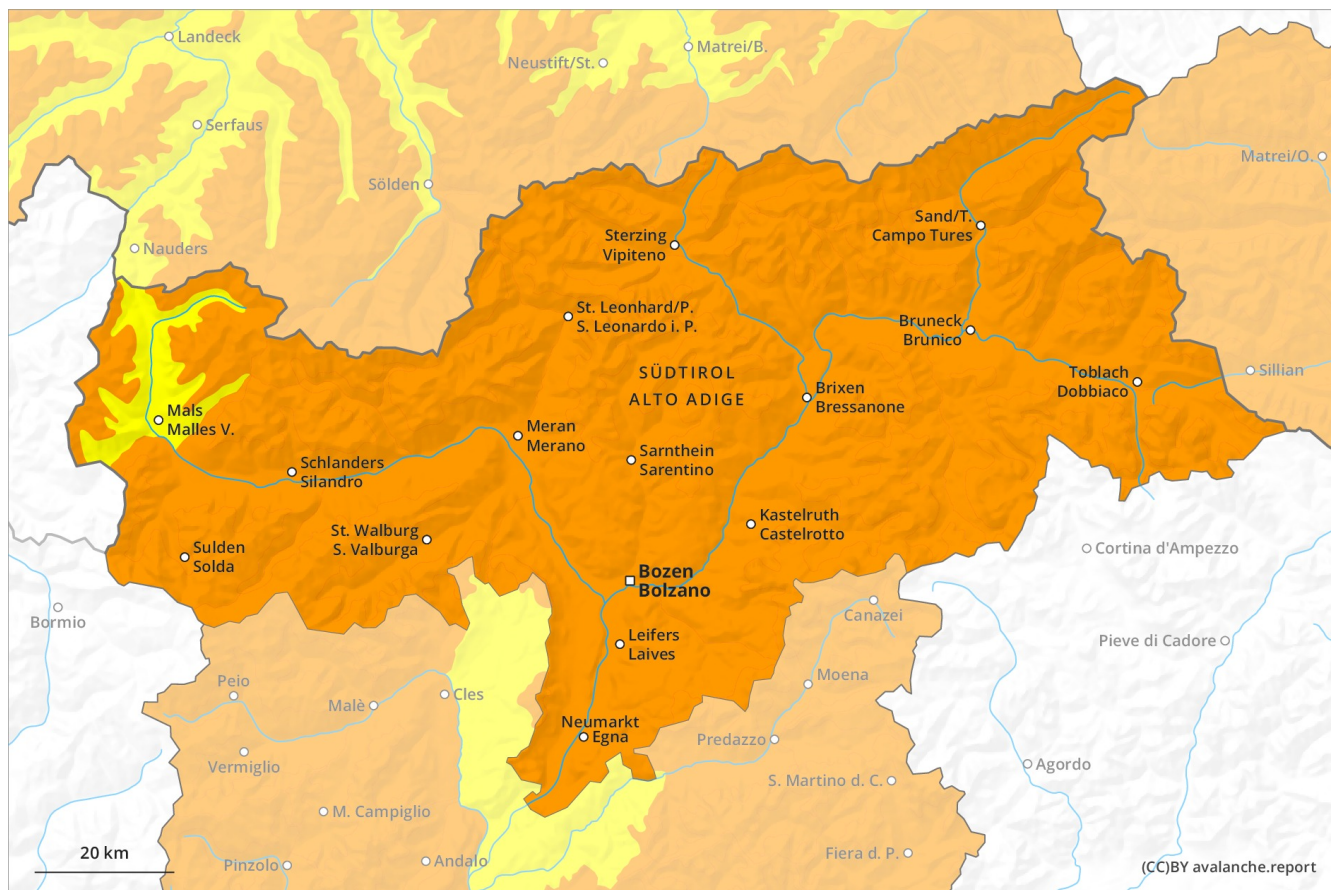 Landeck
Matrei/B.
Neustift/St.
Serfaus
Matrei/O.
Sölden
Sand/T.
Campo Tures
Sterzing
Vipiteno
Nauders
St. Leonhard/P.
S. Leonardo i. P.
Bruneck
Brunico
SÜDTIROL
ALTO ADIGE
Toblach
Dobbiaco
Sillian
Brixen
Bressanone
Mals
Malles V.
Meran
Merano
Sarnthein
Sarentino
Schlanders
Silandro
Kastelruth
Castelrotto
St. Walburg
S. Valburga
Sulden
Solda
Cortina d'Ampezzo
Bozen
Bolzano
Bormio
Canazei
Leifers
Laives
Pieve di Cadore
Peio
Moena
Cles
Malè
Neumarkt
Egna
Predazzo
Vermiglio
Agordo
S. Martino d. C.
M. Campiglio
20 km
Pinzolo
Andalo
Fiera d. P.
(CC)BY avalanche.report